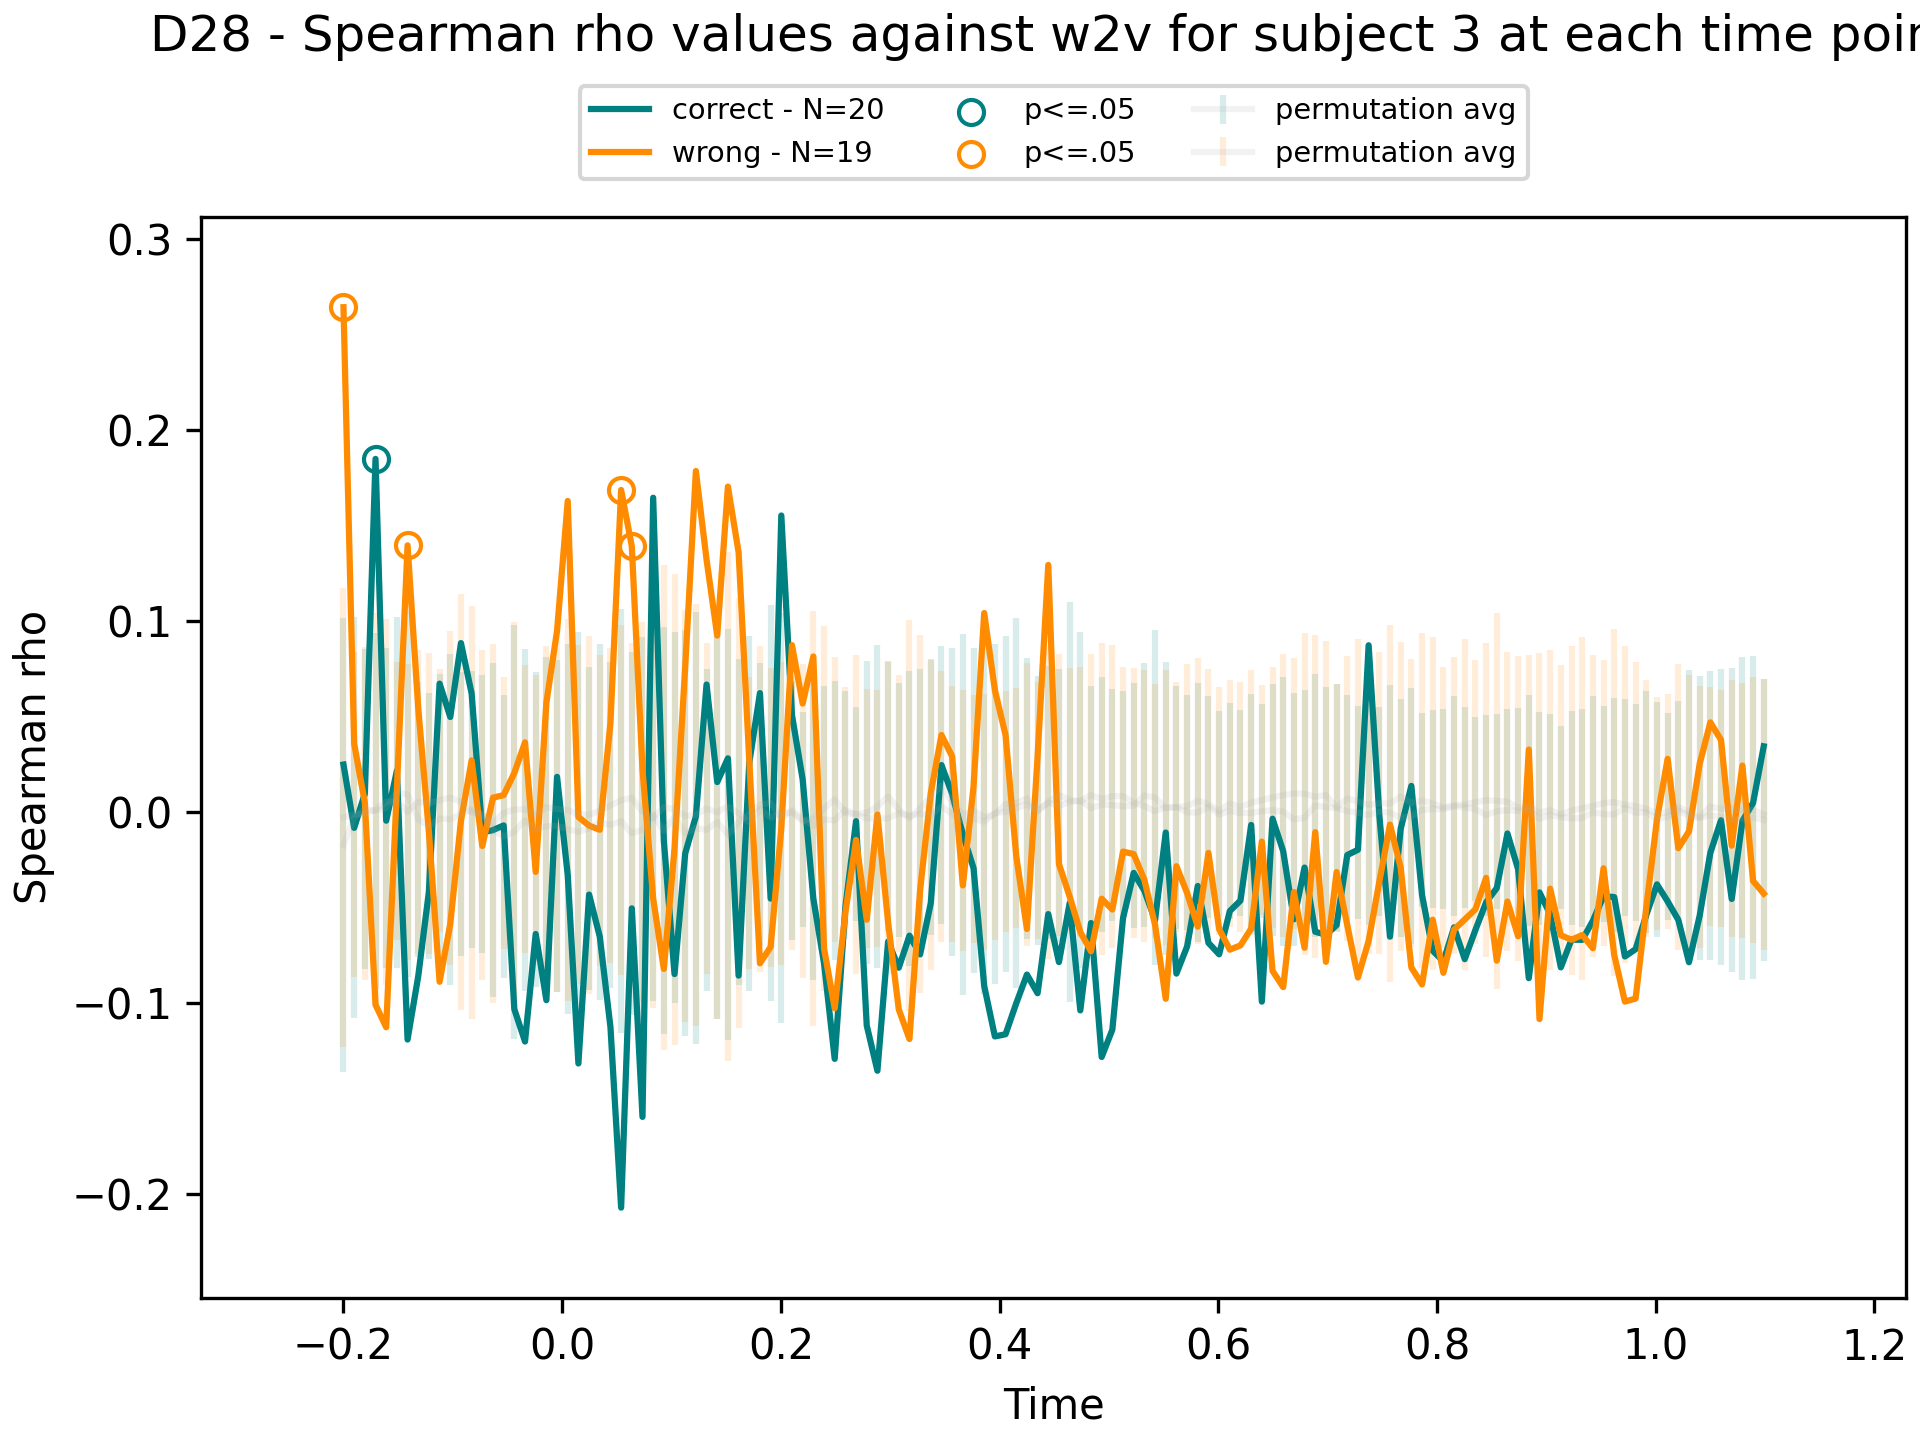 D28 - Spearman rho values against w2v for subject 3 at each time poin
correct - N=20 p<=.05 permutation avg
wrong - N=19 p<=.05 permutation avg
0.3
0.2
0.1
0.0
−0.1
−0.2
Spearman rho
−0.2 0.0 0.2 0.4 0.6 0.8 1.0 1.2
Time